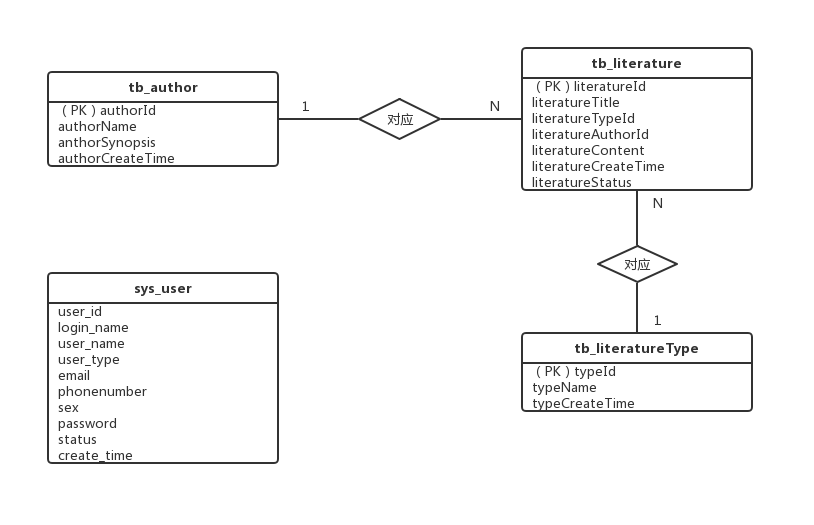 tb_author
（PK）authorId
authorName
anthorSynopsis
authorCreateTime
1
对应
N
tb_literature
（PK）literatureId
literatureTitle
literatureTypeId
literatureAuthorId
literatureContent
literatureCreateTime
literatureStatus
N
对应
1
tb_literatureType
（PK）typeId
typeName
typeCreateTime
sys_user
user_id
login_name
user_name
user_type
email
phonenumber
sex
password
status
create_time